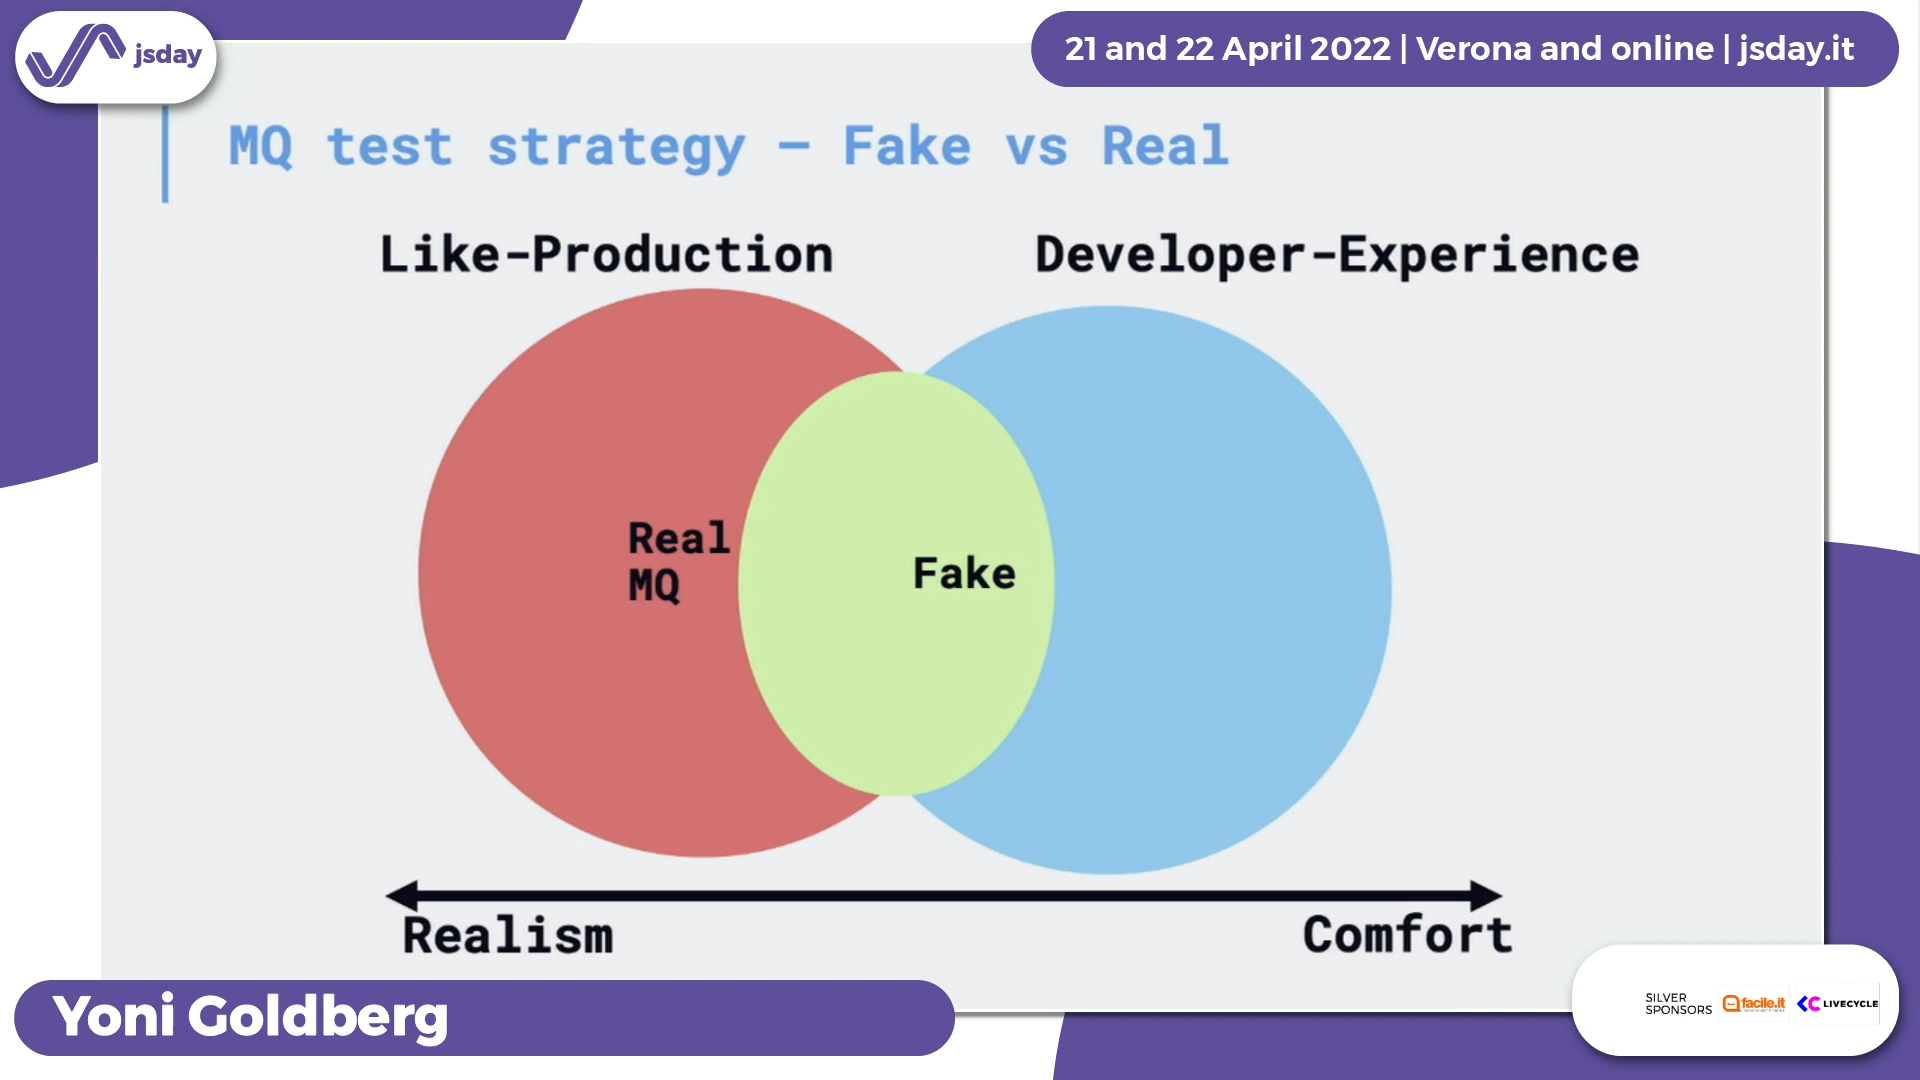 jsday
21 and 22 April 2022 | Verona and online | jsday.it
MQ test strategy – Fake vs Real
Like-Production
Developer-Experience
Real
MQ
Fake
Realism
Comfort
Yoni Goldberg
SILVER
SPONSORS
facile.it
LIVECYCLE